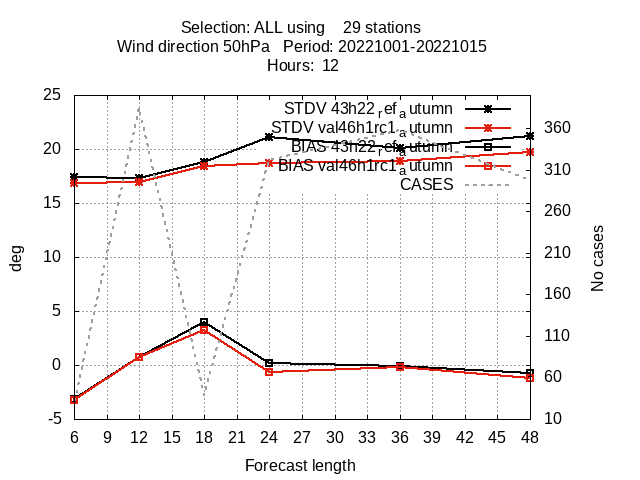 Selection: ALL using    29 stations
Wind direction 50hPa   Period: 20221001-20221015
Hours:  12
STDV 43h22_ref_autumn
STDV val46h1rc1_autumn
BIAS 43h22_ref_autumn
BIAS val46h1rc1_autumn
CASES
25
20
15
10
5
0
-5
deg
360
310
260
210
160
110
60
10
No cases
6 9 12 15 18 21 24 27 30 33 36 39 42 45 48
Forecast length